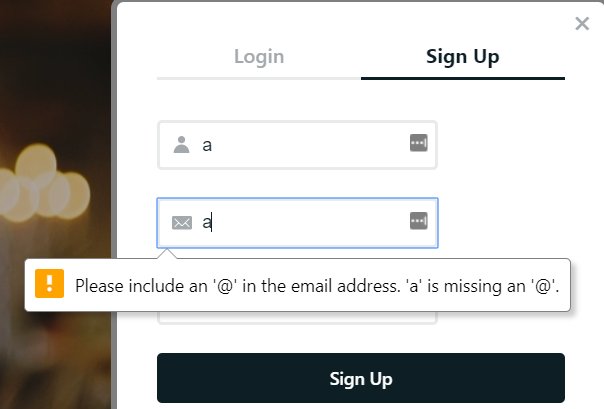 Login
Sign Up
a
a
Please include an '@' in the email address. 'a' is missing an '@'.
Sign Up